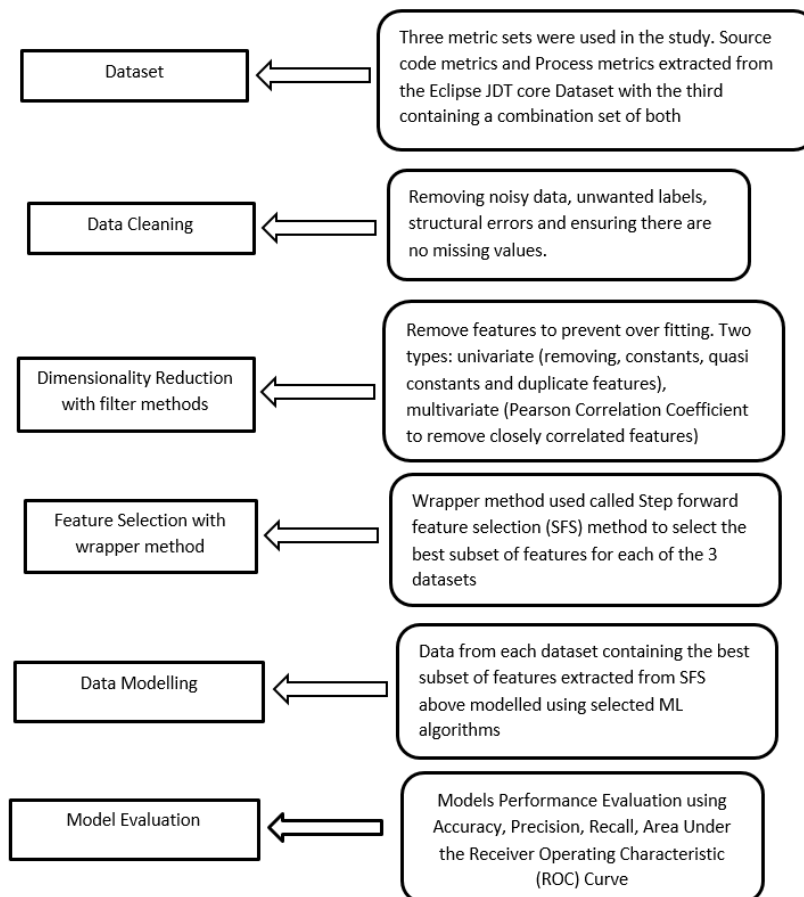 Dataset
Three metric sets were used in the study. Source
code metrics and Process metrics extracted from
the Eclipse JDT core Dataset with the third
containing a combination set of both
Data Cleaning
Removing noisy data, unwanted labels,
structural errors and ensuring there are
no missing values.
Dimensionality Reduction
with filter methods
Remove features to prevent over fitting. Two
types: univariate (removing, constants, quasi
constants and duplicate features),
multivariate (Pearson Correlation Coefficient
to remove closely correlated features)
Feature Selection with
wrapper method
Wrapper method used called Step forward
feature selection (SFS) method to select the
best subset of features for each of the 3
datasets
Data Modelling
Data from each dataset containing the best
subset of features extracted from SFS
above modelled using selected ML
algorithms
Model Evaluation
Models Performance Evaluation using
Accuracy, Precision, Recall, Area Under
the Receiver Operating Characteristic
(ROC) Curve